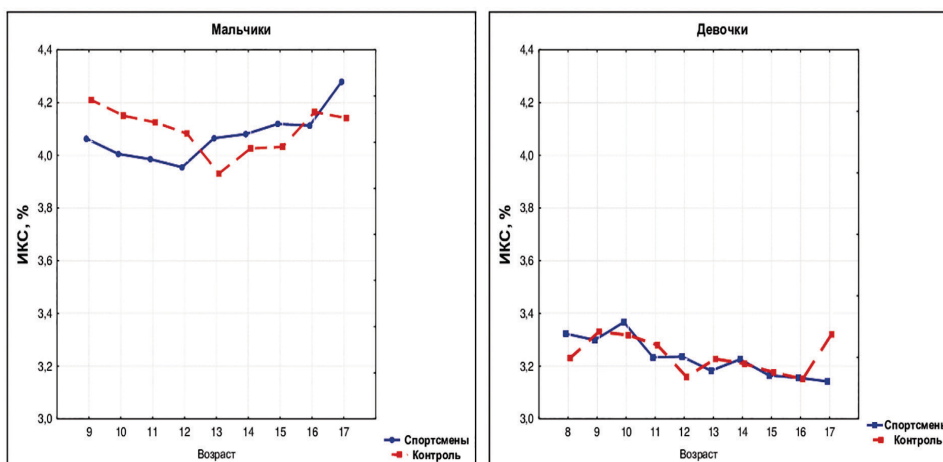 Мальчики
4,4
4,2
4,0
3,8
3,6
3,4
3,2
3,0
ИКС, %
9 10 11 12 13 14 15 16 17
Возраст
Спортсмены
Контроль
Девочки
4,4
4,2
4,0
3,8
3,6
3,4
3,2
3,0
ИКС, %
8 9 10 11 12 13 14 15 16 17
Возраст
Спортсмены
Контроль